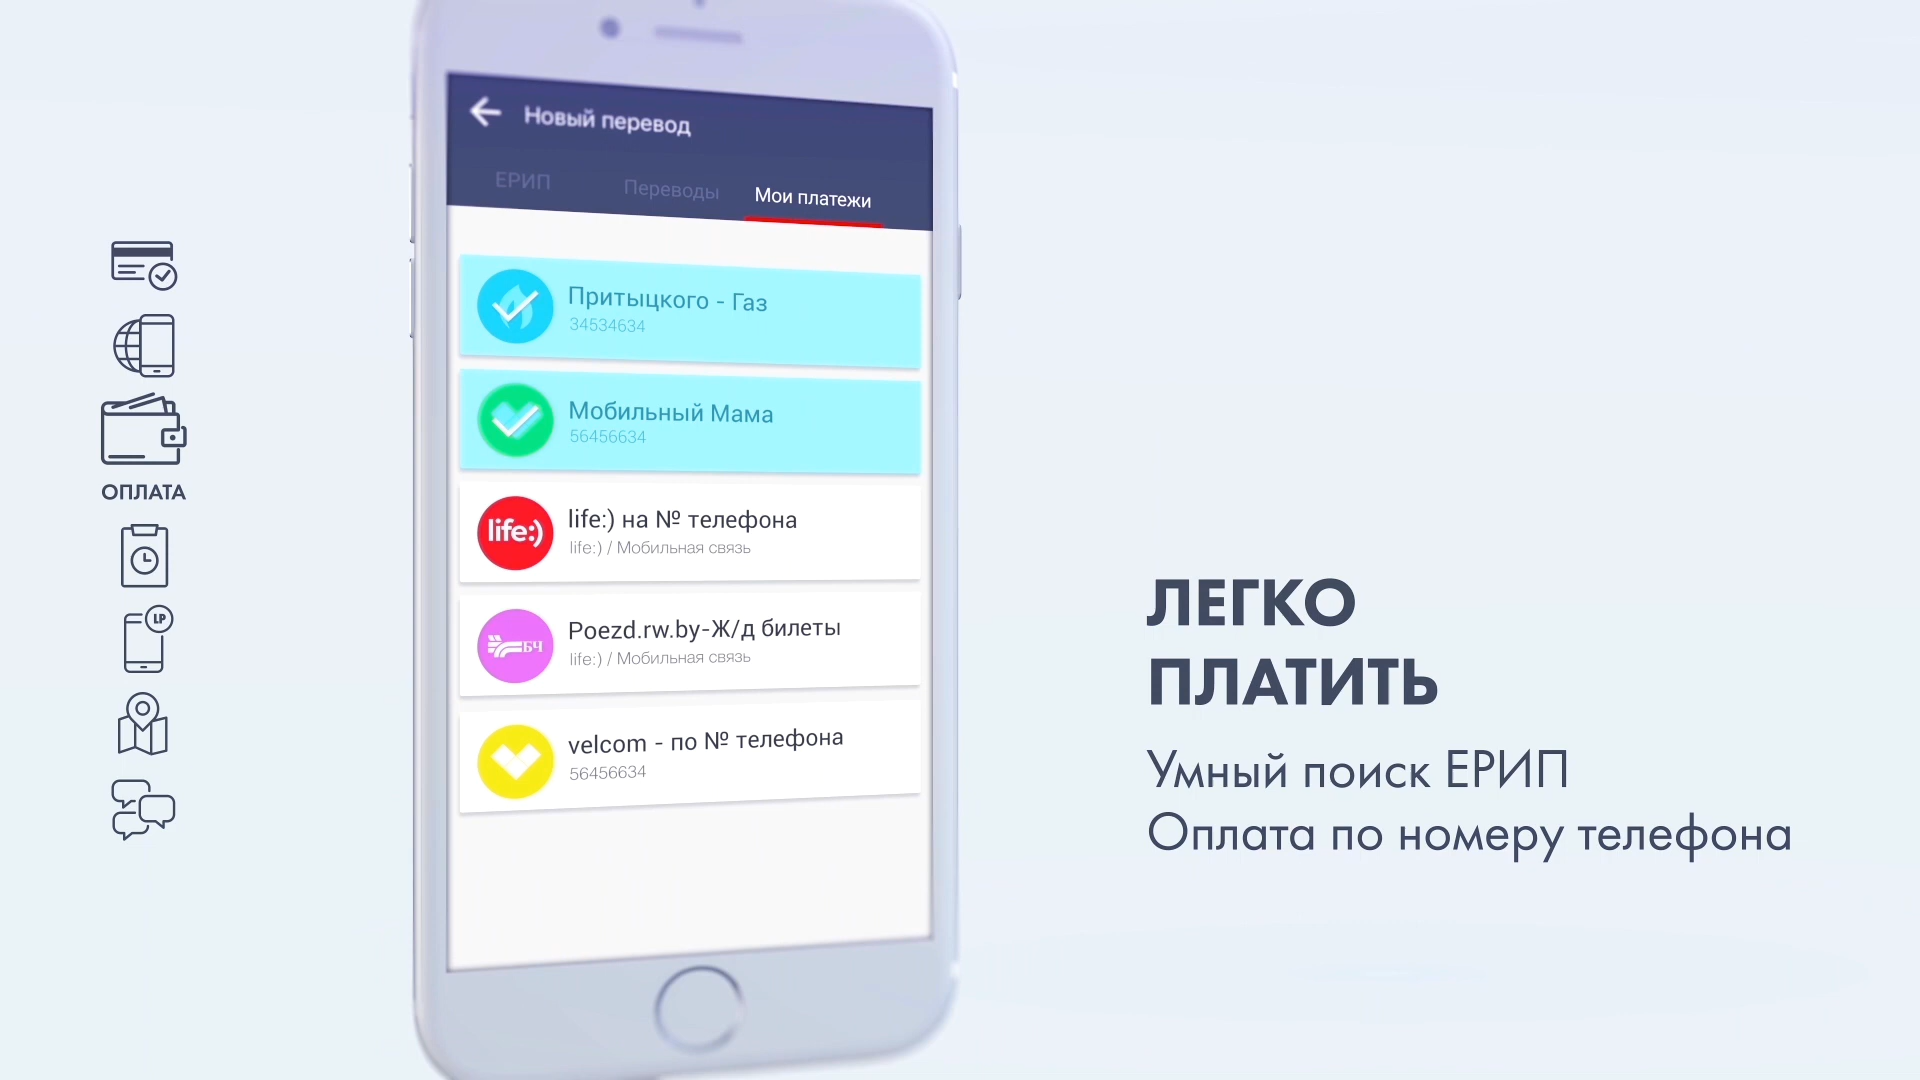 Новый перевод
ЕРИП
Переводы
Мои платежи
Притыцкого - Газ
34534634
Мобильный Мама
56456634
life:)
life:) на № телефона
life:) / Мобильная связь
БЧ
Poezd.rw.by-Ж/д билеты
life:) / Мобильная связь
velcom - по № телефона
56456634
ОПЛАТА
LP
ЛЕГКО
ПЛАТИТЬ
Умный поиск ЕРИП
Оплата по номеру телефона